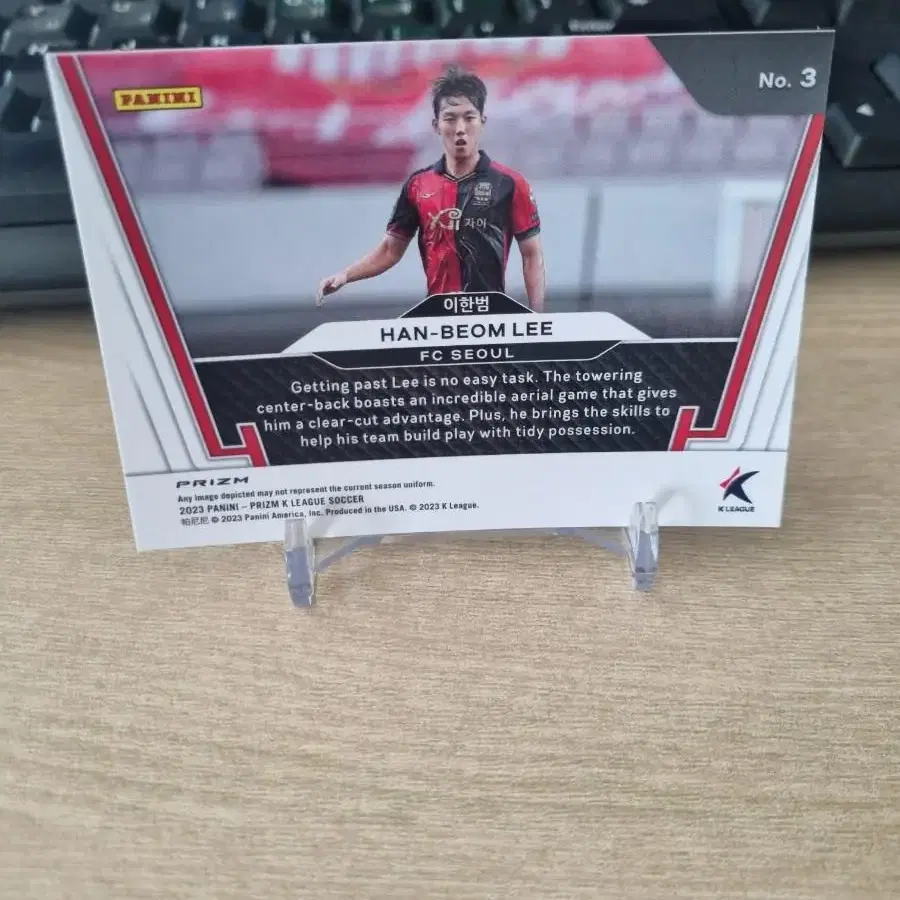 PANINI
No. 3
자이
이한범
HAN-BEOM LEE
FC SEOUL
Getting past Lee is no easy task. The towering
center-back boasts an incredible aerial game that gives
him a clear-cut advantage. Plus, he brings the skills to
help his team build play with tidy possession.
PRIZM
Any image depicted may not represent the current season uniform.
2023 PANINI – PRIZM K LEAGUE SOCCER
帕尼尼 © 2023 Panini America, Inc. Produced in the USA. © 2023 K League.
K LEAGUE